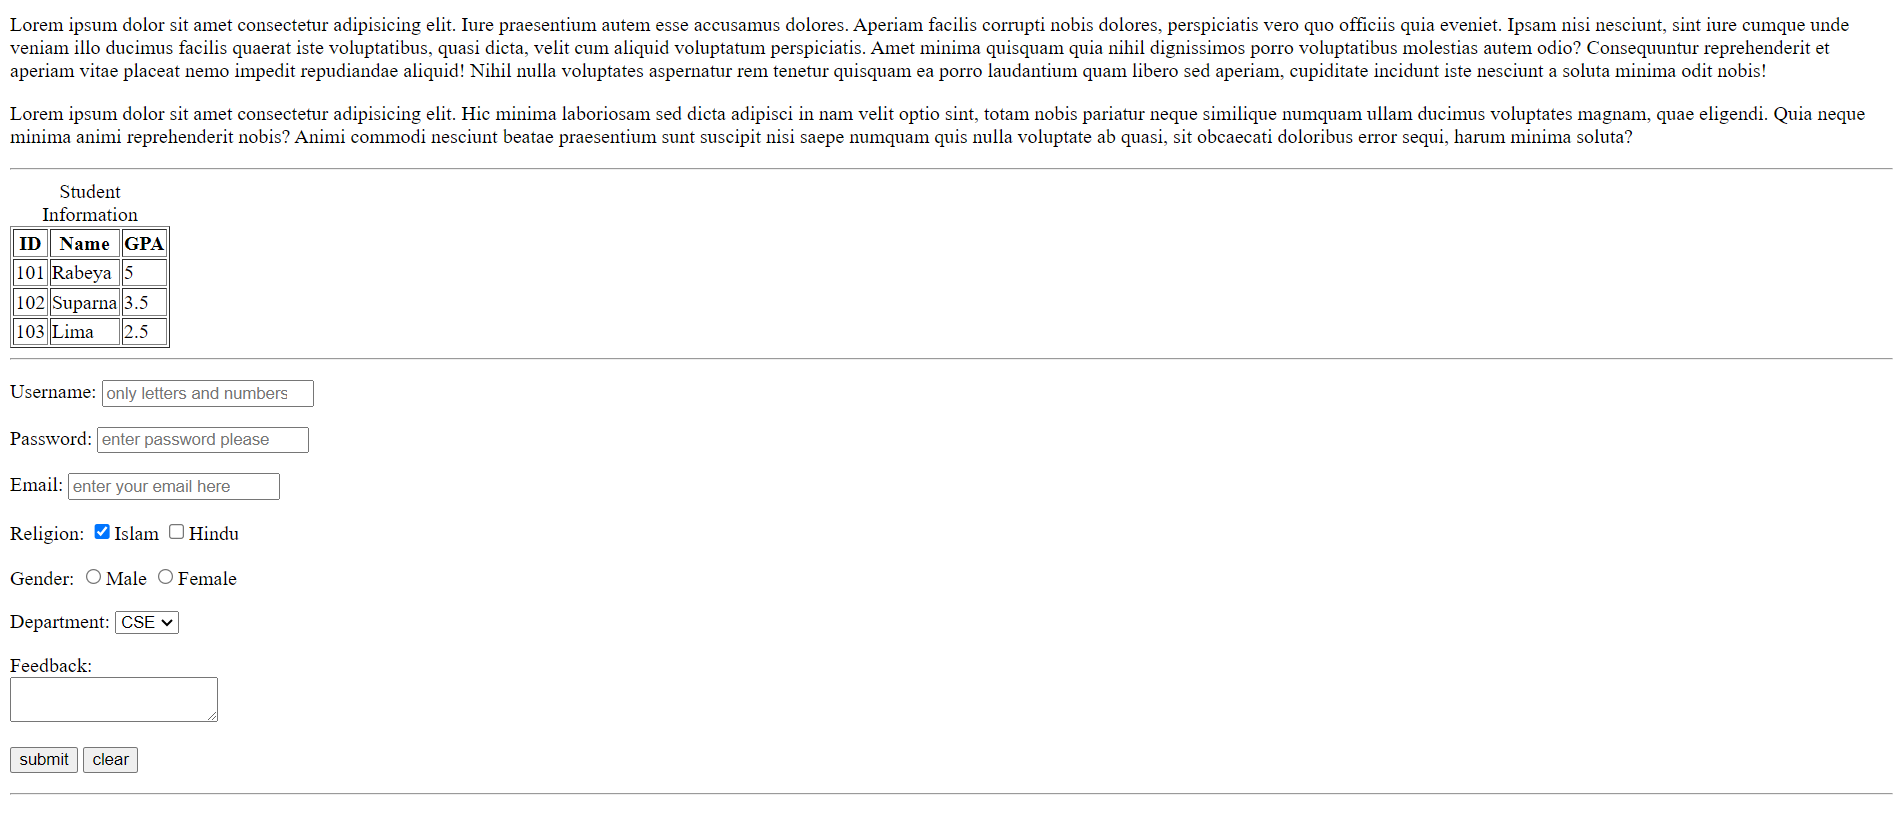 Lorem ipsum dolor sit amet consectetur adipisicing elit. Iure praesentium autem esse accusamus dolores. Aperiam facilis corrupti nobis dolores, perspiciatis vero quo officiis quia eveniet. Ipsam nisi nesciunt, sint iure cumque unde
veniam illo ducimus facilis quaerat iste voluptatibus, quasi dicta, velit cum aliquid voluptatum perspiciatis. Amet minima quisquam quia nihil dignissimos porro voluptatibus molestias autem odio? Consequuntur reprehenderit et
aperiam vitae placeat nemo impedit repudiandae aliquid! Nihil nulla voluptates aspernatur rem tenetur quisquam ea porro laudantium quam libero sed aperiam, cupiditate incidunt iste nesciunt a soluta minima odit nobis!
Lorem ipsum dolor sit amet consectetur adipisicing elit. Hic minima laboriosam sed dicta adipisci in nam velit optio sint, totam nobis pariatur neque similique numquam ullam ducimus voluptates magnam, quae eligendi. Quia neque
minima animi reprehenderit nobis? Animi commodi nesciunt beatae praesentium sunt suscipit nisi saepe numquam quis nulla voluptate ab quasi, sit obcaecati doloribus error sequi, harum minima soluta?
Student
Information
ID Name GPA
101 Rabeya 5
102 Suparna 3.5
103 Lima 2.5
Username: only letters and numbers
Password: enter password please
Email: enter your email here
Religion: Islam Hindu
Gender: Male Female
Department: CSE
Feedback:
submit clear